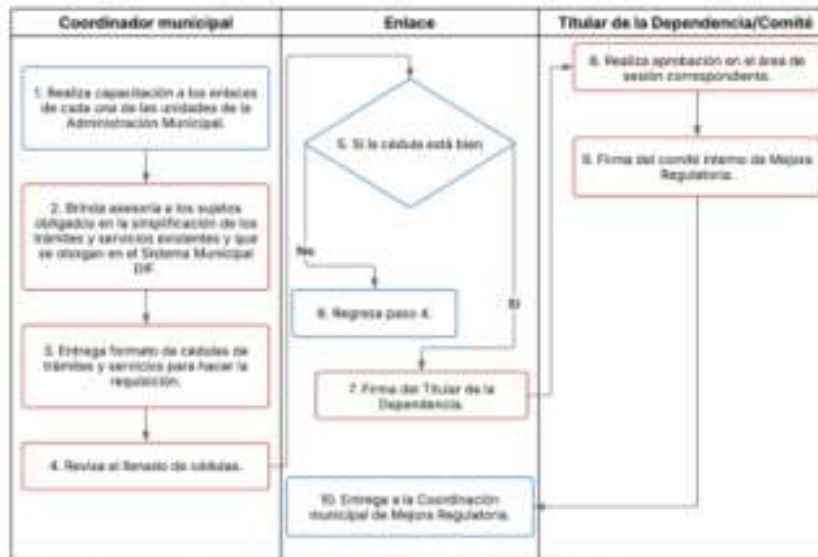 Coordinador municipal
Enlace
Titular de la Dependencia/Comité
1. Realiza capacitación a los enlaces
de cada una de las unidades de la
Administración Municipal.
2. Brinda asesoría a los sujetos
obligados en la simplificación de los
trámites y servicios existentes y que
se otorgan en el Sistema Municipal
DIF.
3. Entrega formato de cédulas de
trámites y servicios para hacer la
requisición.
4. Revisa el llenado de cédulas.
5. Si la cédula está bien
No
Si
6. Regresa paso 4.
7. Firma del Titular de la
Dependencia.
8. Realiza aprobación en el área de
sesión correspondiente.
9. Firma del comité interno de Mejora
Regulatoria.
10. Entrega a la Coordinación
municipal de Mejora Regulatoria.